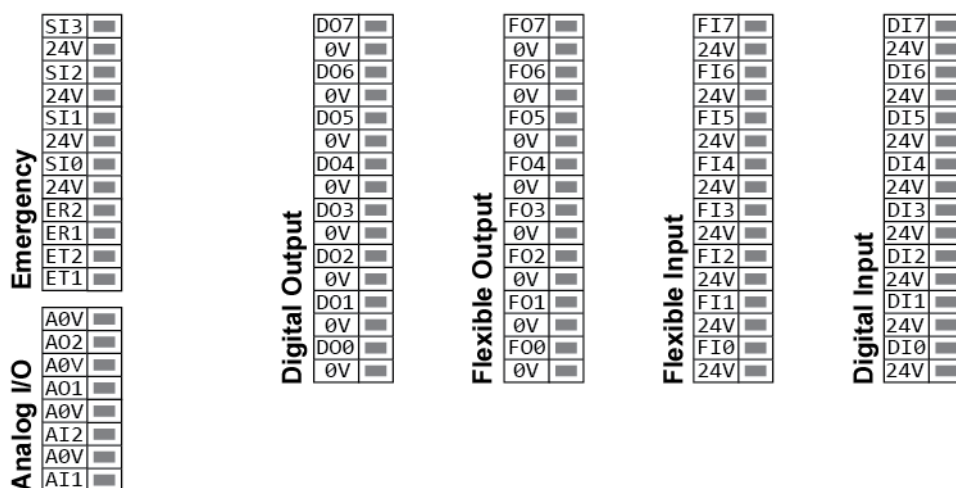 Emergency
SI3
24V
SI2
24V
SI1
24V
SI0
24V
ER2
ER1
ET2
ET1
Analog I/O
A0V
AO2
A0V
AO1
A0V
AI2
A0V
AI1
Digital Output
DO7
0V
DO6
0V
DO5
0V
DO4
0V
DO3
0V
DO2
0V
DO1
0V
DO0
0V
Flexible Output
FO7
0V
FO6
0V
FO5
0V
FO4
0V
FO3
0V
FO2
0V
FO1
0V
FO0
0V
Flexible Input
FI7
24V
FI6
24V
FI5
24V
FI4
24V
FI3
24V
FI2
24V
FI1
24V
FI0
24V
Digital Input
DI7
24V
DI6
24V
DI5
24V
DI4
24V
DI3
24V
DI2
24V
DI1
24V
DI0
24V